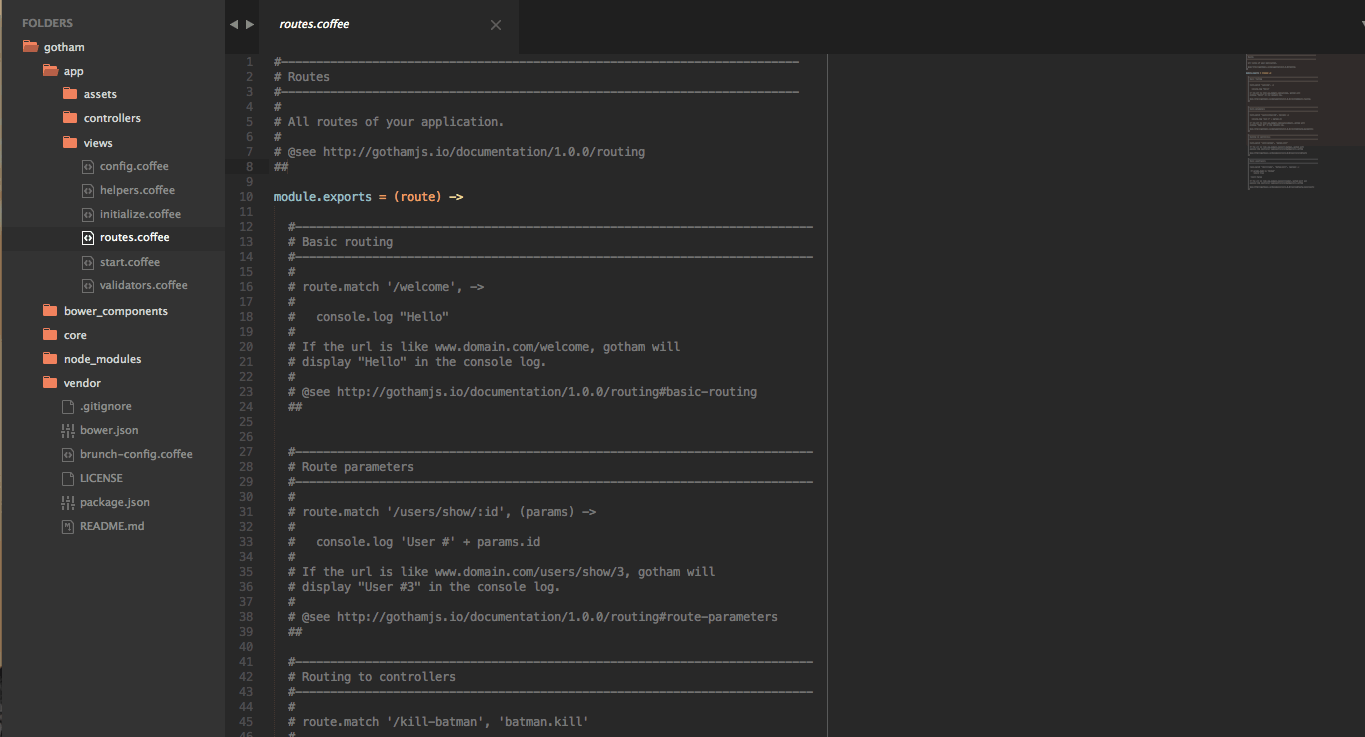 FOLDERS
gotham
app
assets
controllers
views
config.coffee
helpers.coffee
initialize.coffee
routes.coffee
start.coffee
validators.coffee
bower_components
core
node_modules
vendor
.gitignore
bower.json
brunch-config.coffee
LICENSE
package.json
README.md
routes.coffee
1 #--------------------------------------------------------------------------
2 # Routes
3 #--------------------------------------------------------------------------
4 #
5 # All routes of your application.
6 #
7 # @see http://gothamjs.io/documentation/1.0.0/routing
8 ##
9
10 module.exports = (route) ->
11
12 #--------------------------------------------------------------------------
13 # Basic routing
14 #--------------------------------------------------------------------------
15 #
16 # route.match '/welcome', ->
17 #
18 #   console.log "Hello"
19 #
20 # If the url is like www.domain.com/welcome, gotham will
21 # display "Hello" in the console log.
22 #
23 # @see http://gothamjs.io/documentation/1.0.0/routing#basic-routing
24 ##
25
26
27 #--------------------------------------------------------------------------
28 # Route parameters
29 #--------------------------------------------------------------------------
30 #
31 # route.match '/users/show/:id', (params) ->
32 #
33 #   console.log 'User #' + params.id
34 #
35 # If the url is like www.domain.com/users/show/3, gotham will
36 # display "User #3" in the console log.
37 #
38 # @see http://gothamjs.io/documentation/1.0.0/routing#route-parameters
39 ##
40
41 #--------------------------------------------------------------------------
42 # Routing to controllers
43 #--------------------------------------------------------------------------
44 #
45 # route.match '/kill-batman', 'batman.kill'
46 #